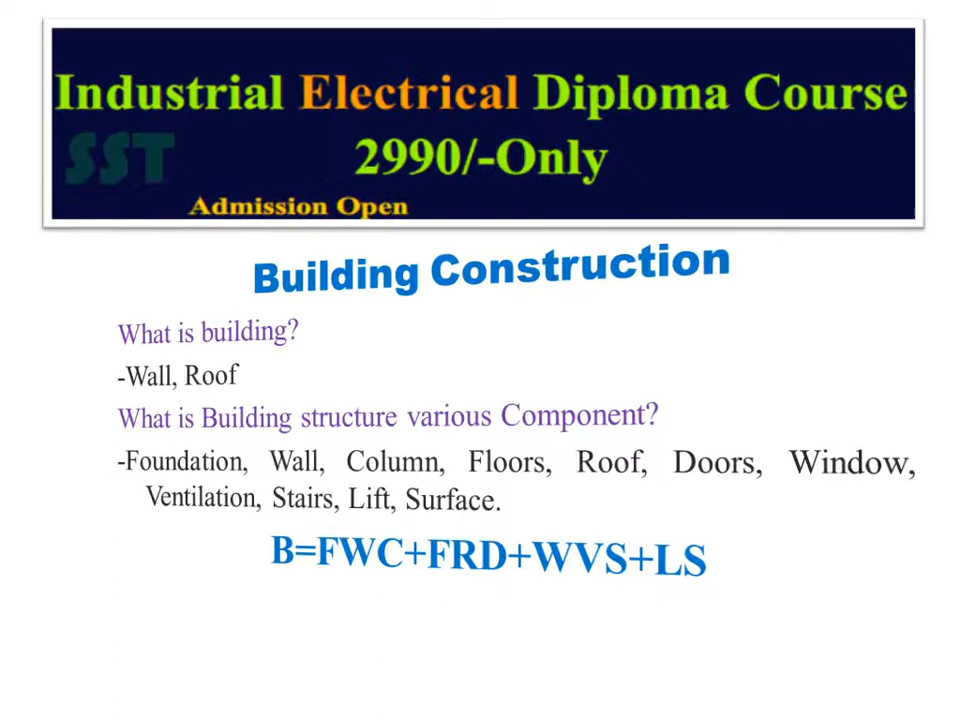 Industrial Electrical Diploma Course
2990/-Only
SST
Admission Open
Building Construction
What is building?
-Wall, Roof
What is Building structure various Component?
-Foundation, Wall, Column, Floors, Roof, Doors, Window,
Ventilation, Stairs, Lift, Surface.
B=FWC+FRD+WVS+LS